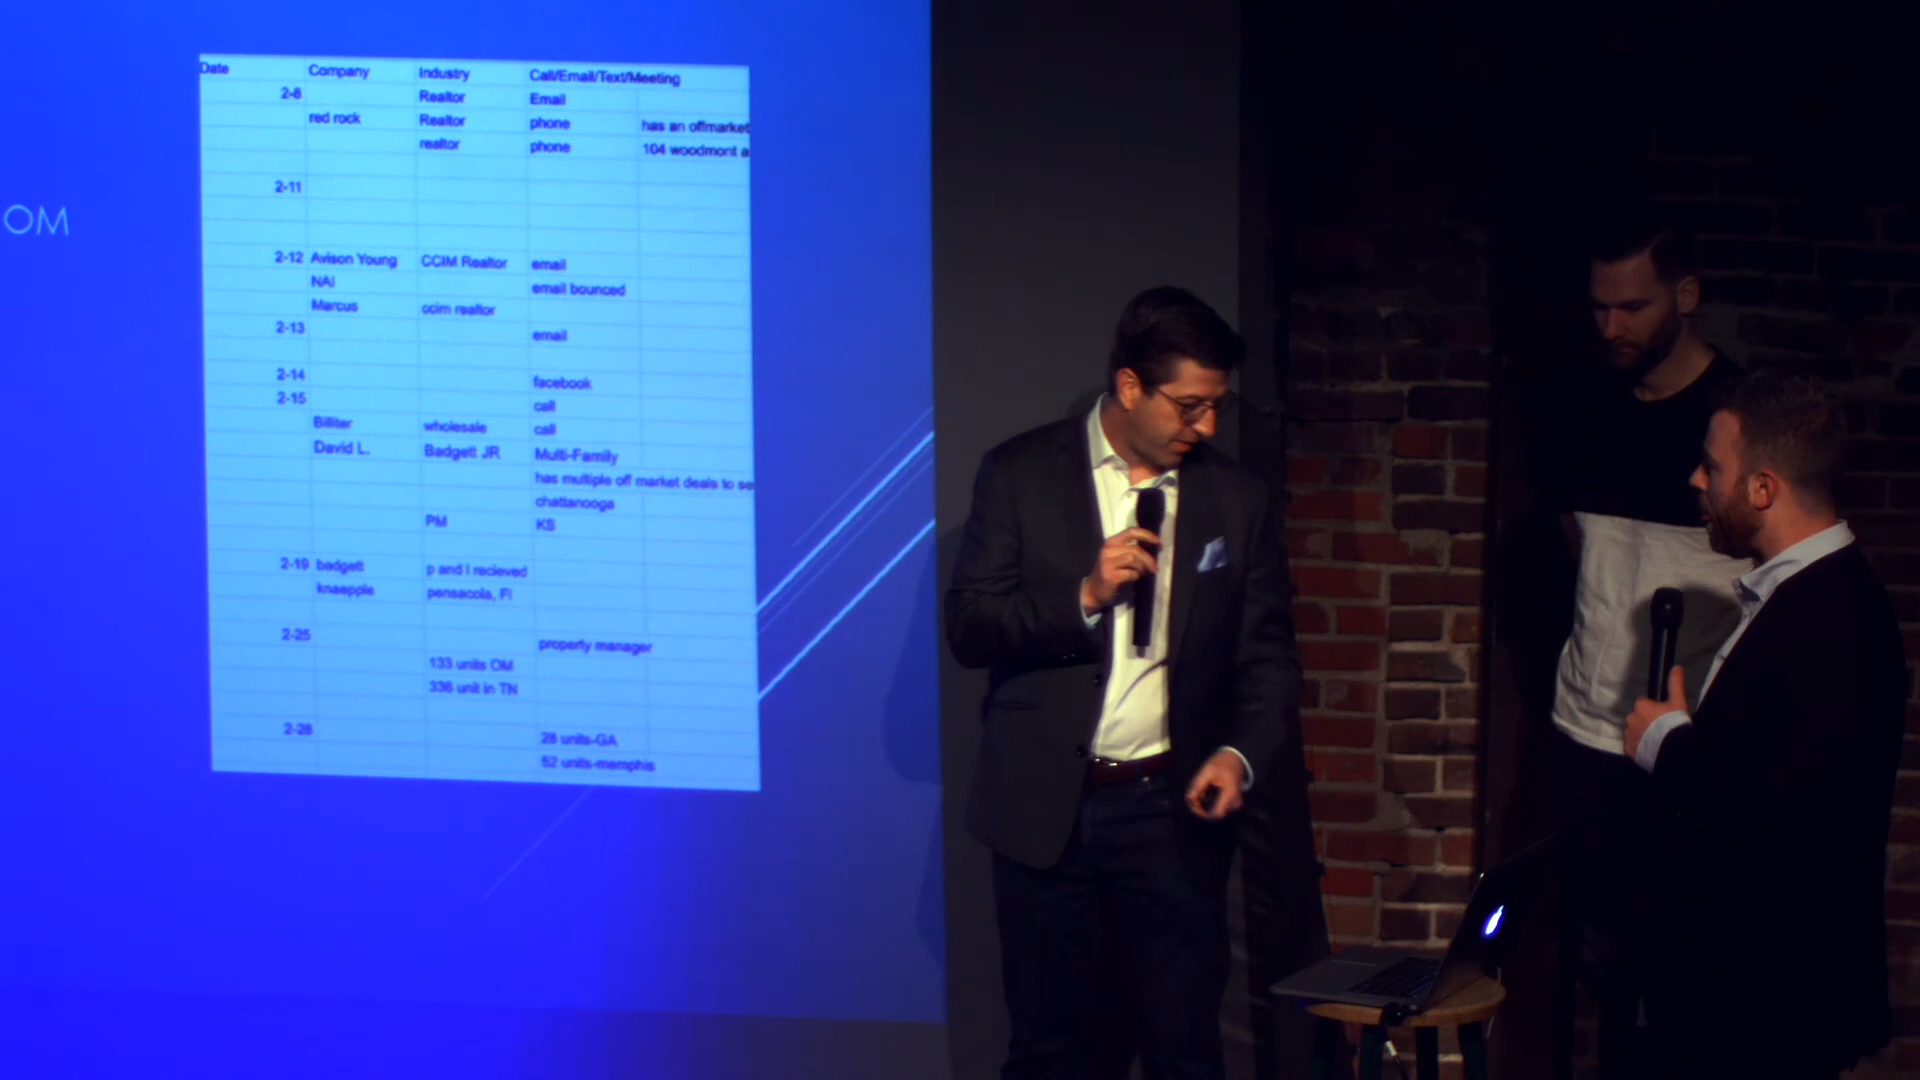 OM
Date Company Industry Call/Email/Text/Meeting
2-8 Realtor Email
red rock Realtor phone has an offmarket
realtor phone 104 woodmont a
2-11
2-12 Avison Young CCIM Realtor email
NAI email bounced
Marcus ccim realtor
2-13 email
2-14 facebook
2-15 call
Billiter wholesale call
David L. Badgett JR Multi-Family
has multiple off market deals to se
chattanooga
PM KS
2-19 badgett p and l recieved
knaepple pensacola, Fl
2-25 property manager
133 units OM
336 unit in TN
2-28 28 units-GA
52 units-memphis